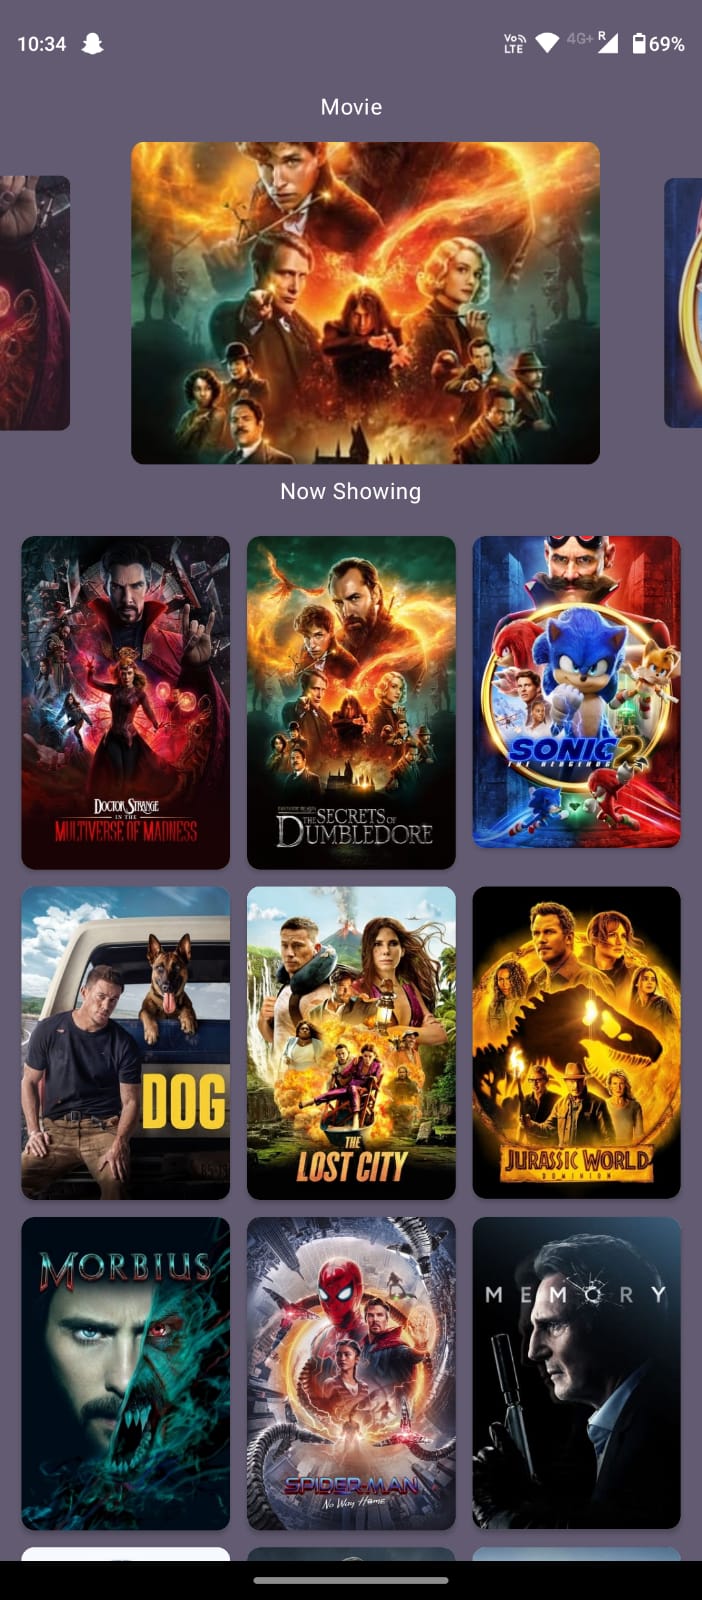 10:34
Vo
LTE
4G+
R
69%
Movie
Now Showing
DOCTOR STRANGE
IN THE
MULTIVERSE OF MADNESS
THE SECRETS OF
DUMBLEDORE
SONIC 2
THE HEDGEHOG
DOG
THE
LOST CITY
JURASSIC WORLD
DOMINION
MORBIUS
SPIDER-MAN
No Way Home
MEMORY